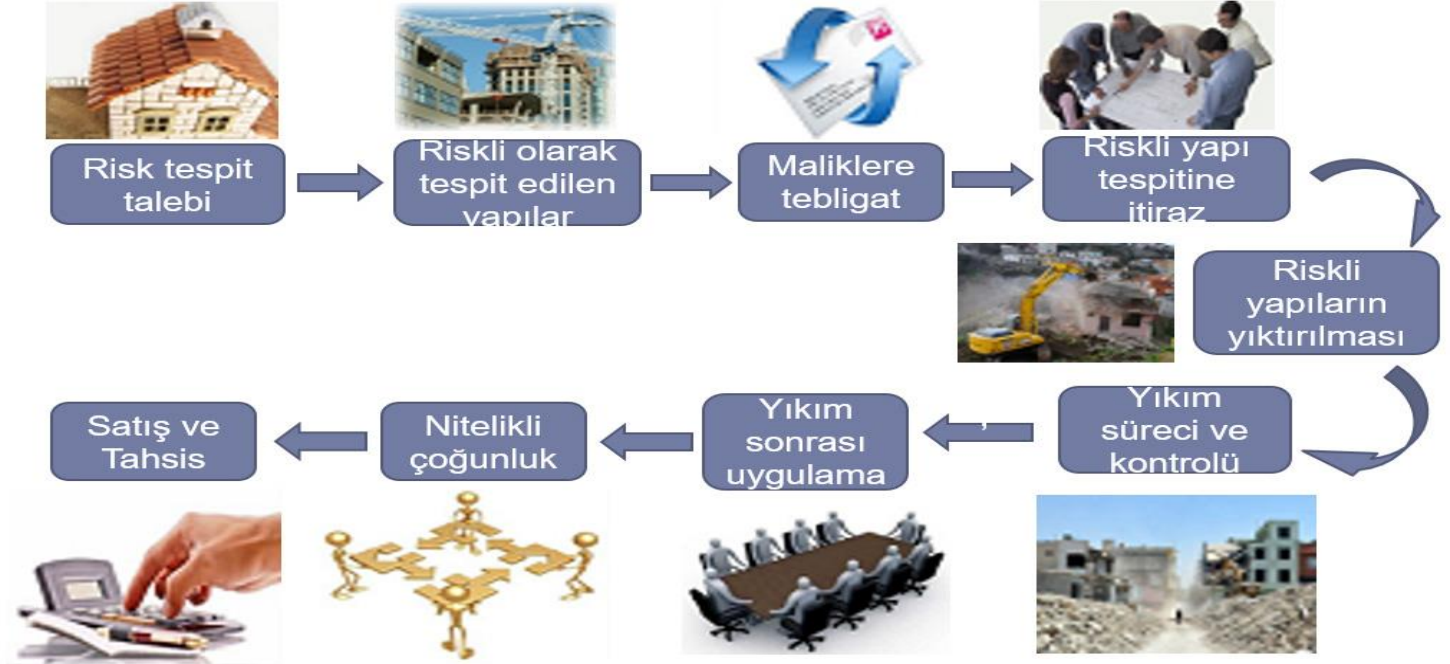 Risk tespit
talebi
Riskli olarak
tespit edilen
yapılar
Maliklere
tebligat
Riskli yapı
tespitine
itiraz
Riskli
yapıların
yıktırılması
Yıkım
süreci ve
kontrolü
,
Yıkım
sonrası
uygulama
Nitelikli
çoğunluk
Satış ve
Tahsis